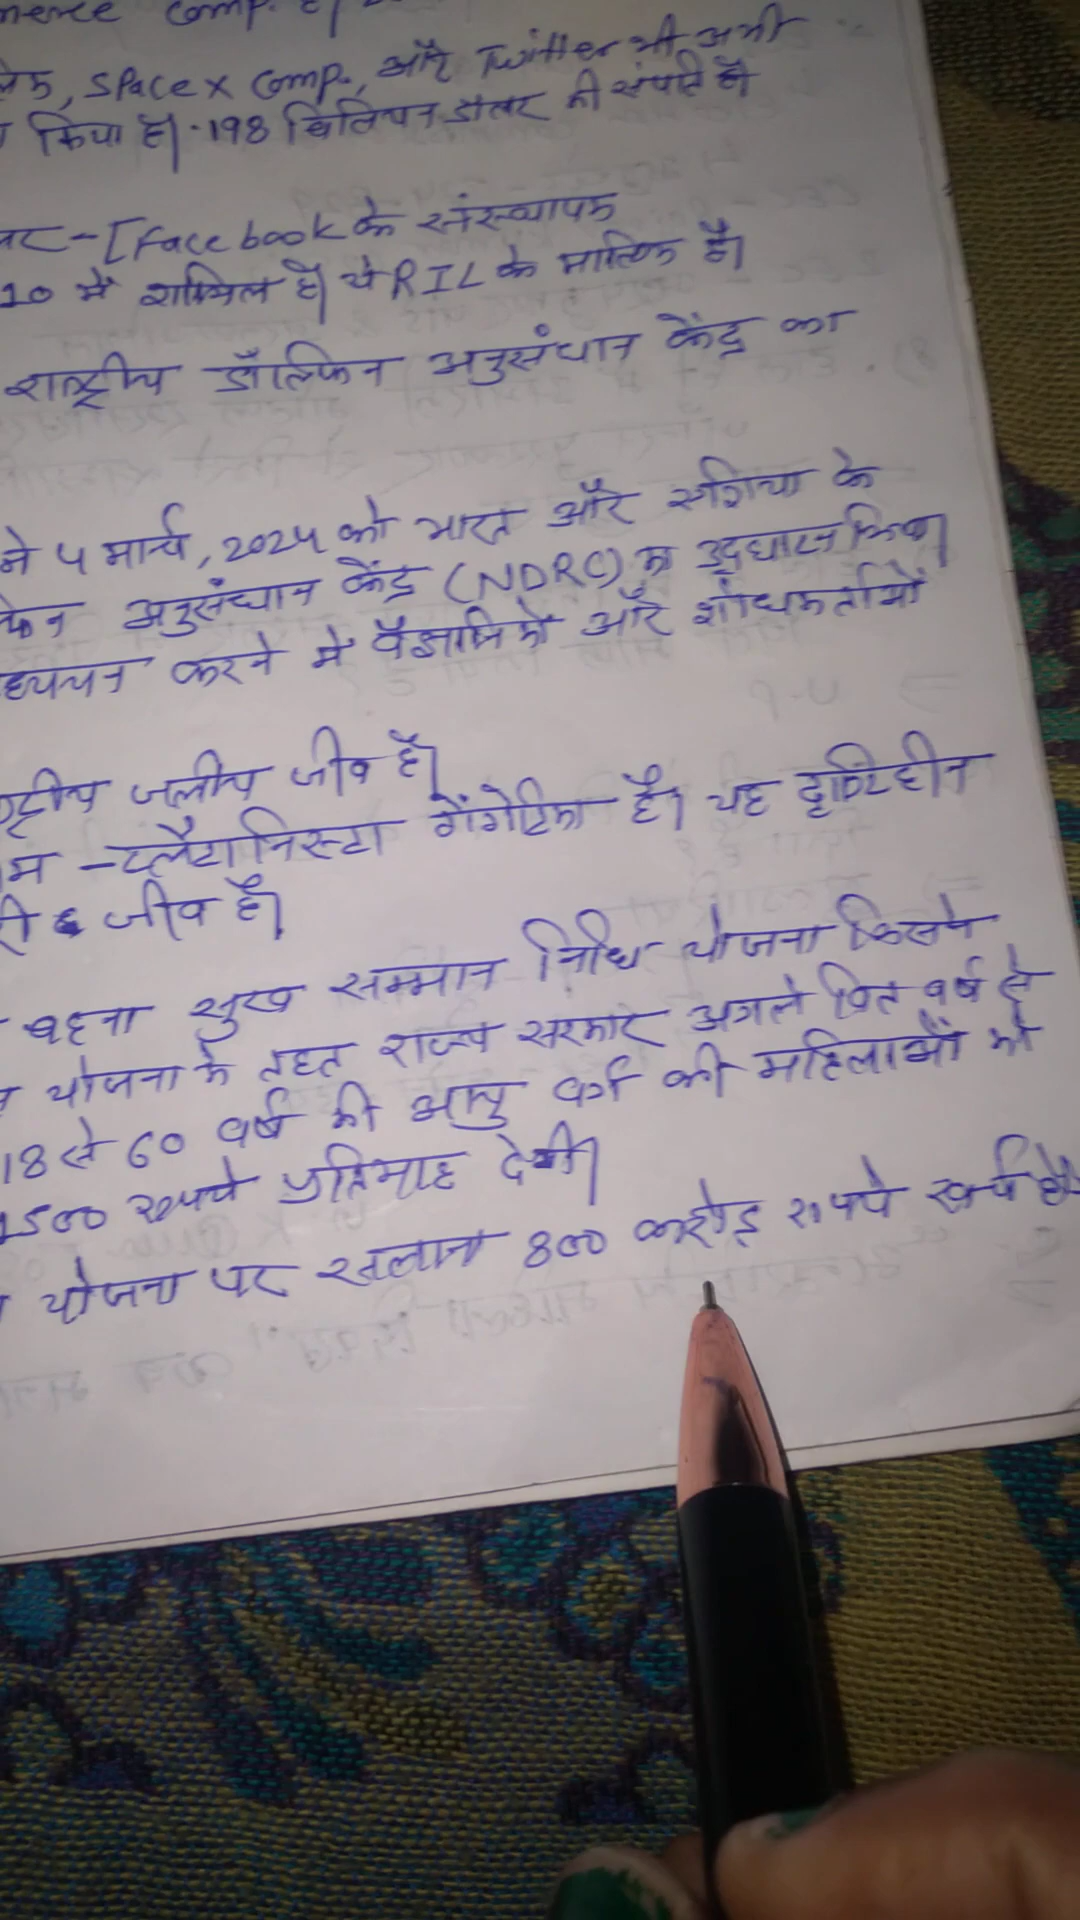 comp.
, Spacex comp., और Twitter भी अभी
किया है। 198 बिलियन डालर की संपत्ति है
- [Facebook के संस्थापक
10 में शामिल है। ये RIL के मालिक है।
राष्ट्रीय डॉल्फिन अनुसंधान केंद्र का
ने 4 मार्च, 2024 को भारत और एशिया के
अनुसंधान केंद्र (NDRC) का उद्घाटन किया।
करने में वैज्ञानिको और शोधकर्ताओं
जलीय जीव है।
- प्लैटानिस्टा गेंगेटिका है। यह दृष्टिहीन
जीव है।
बहना सुख सम्मान निधि योजना किसने
योजना के तहत राज्य सरकार अगले वित वर्ष से
18 से 60 वर्ष की आयु वर्ग की महिलाओं को
1500 रूपये प्रतिमाह देगी।
योजना पर सलाना 800 करोड़ रूपये खर्च